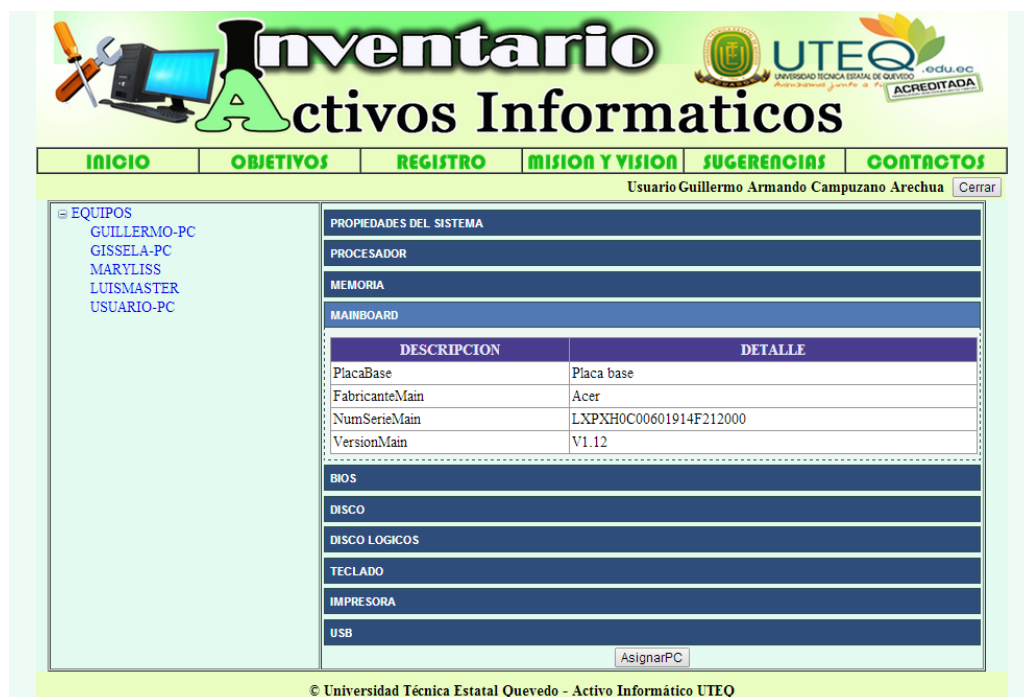 Inventario
Activos Informaticos
UTEQ
.edu.ec
UNIVERSIDAD TECNICA ESTATAL DE QUEVEDO
ACREDITADA
INICIO OBJETIVOS REGISTRO MISION Y VISION SUGERENCIAS CONTACTOS
Usuario Guillermo Armando Campuzano Arechua Cerrar
EQUIPOS
GUILLERMO-PC
GISSELA-PC
MARYLISS
LUISMASTER
USUARIO-PC
PROPIEDADES DEL SISTEMA
PROCESADOR
MEMORIA
MAINBOARD
DESCRIPCION DETALLE
PlacaBase Placa base
FabricanteMain Acer
NumSerieMain LXPXH0C00601914F212000
VersionMain V1.12
BIOS
DISCO
DISCO LOGICOS
TECLADO
IMPRESORA
USB
AsignarPC
© Universidad Técnica Estatal Quevedo - Activo Informático UTEQ